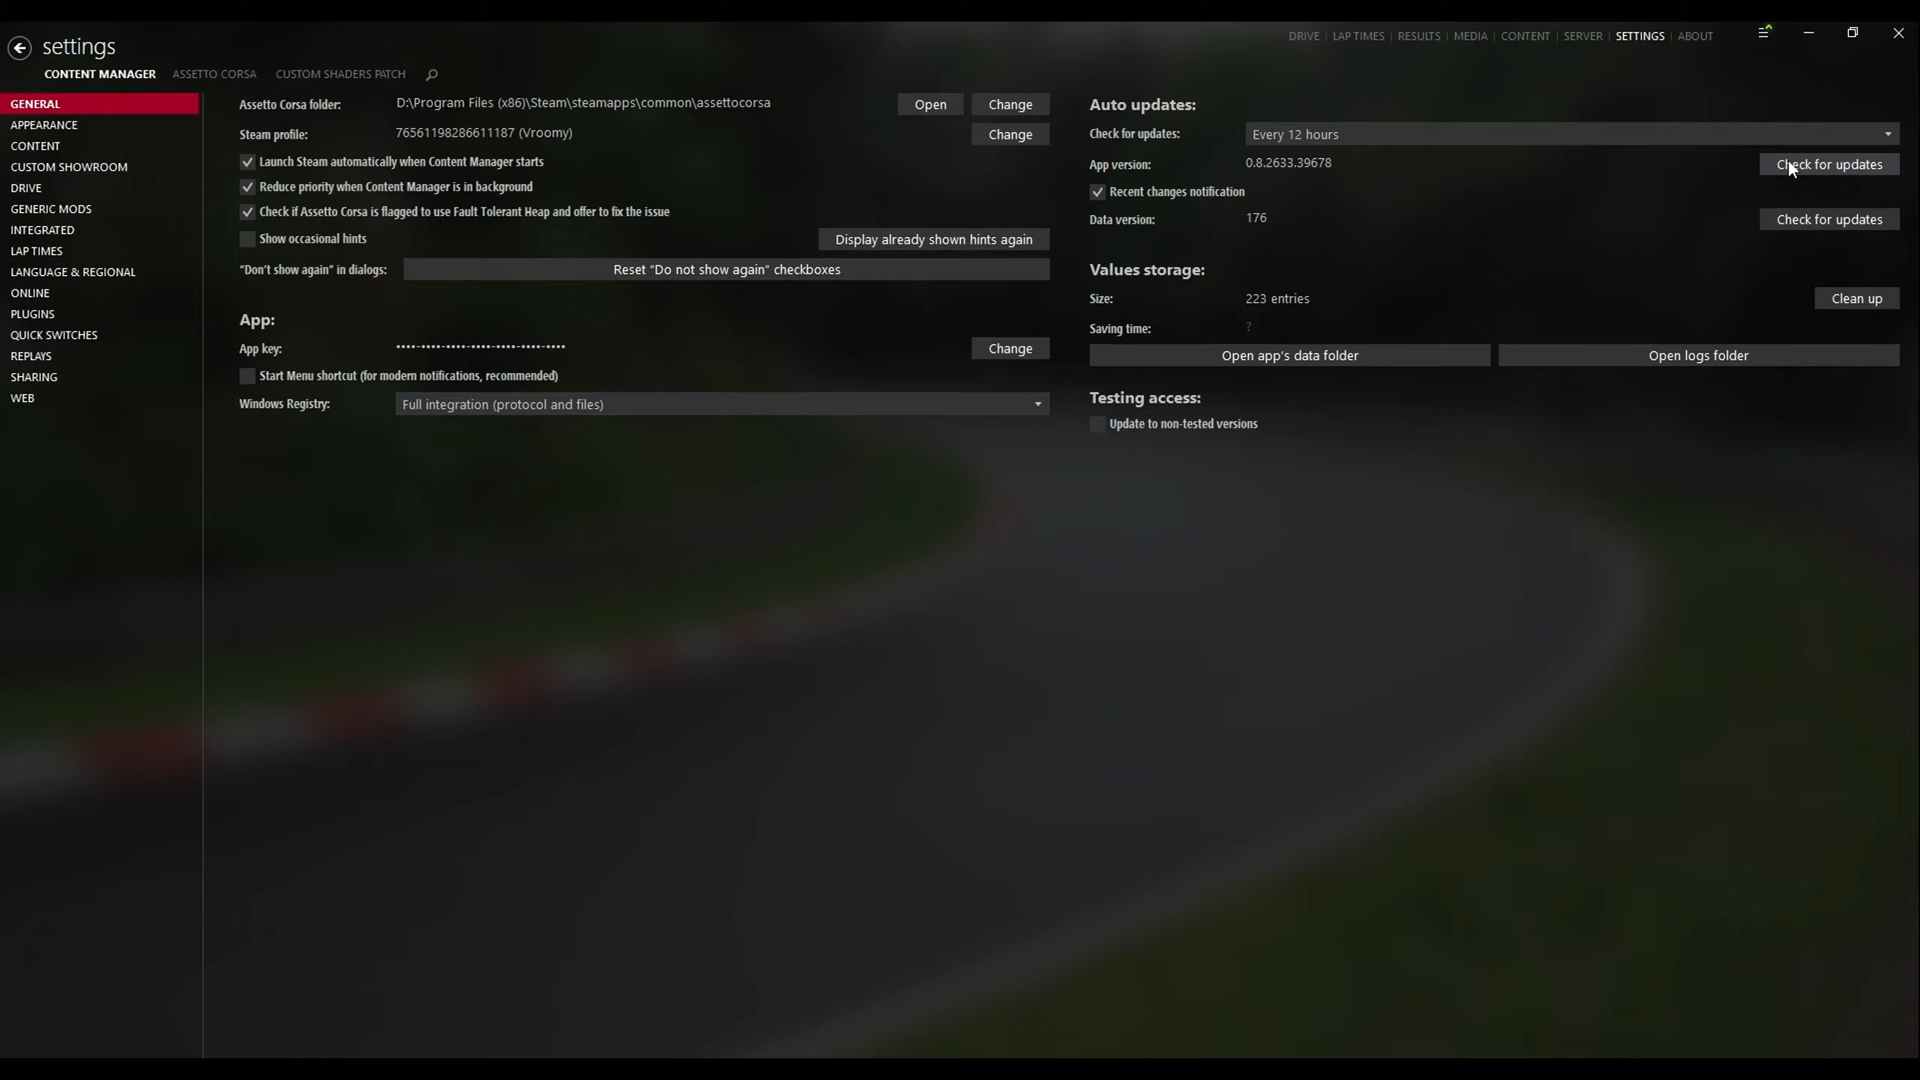 settings
DRIVE | LAP TIMES | RESULTS | MEDIA | CONTENT | SERVER | SETTINGS | ABOUT
CONTENT MANAGER ASSETTO CORSA CUSTOM SHADERS PATCH
GENERAL
APPEARANCE
CONTENT
CUSTOM SHOWROOM
DRIVE
GENERIC MODS
INTEGRATED
LAP TIMES
LANGUAGE & REGIONAL
ONLINE
PLUGINS
QUICK SWITCHES
REPLAYS
SHARING
WEB
Assetto Corsa folder: D:\Program Files (x86)\Steam\steamapps\common\assettocorsa Open Change
Steam profile: 76561198286611187 (Vroomy) Change
Launch Steam automatically when Content Manager starts
Reduce priority when Content Manager is in background
Check if Assetto Corsa is flagged to use Fault Tolerant Heap and offer to fix the issue
Show occasional hints Display already shown hints again
“Don’t show again” in dialogs: Reset “Do not show again” checkboxes
App:
App key: ••••-••••-••••-••••-••••-••••-•••• Change
Start Menu shortcut (for modern notifications, recommended)
Windows Registry: Full integration (protocol and files)
Auto updates:
Check for updates: Every 12 hours
App version: 0.8.2633.39678 Check for updates
Recent changes notification
Data version: 176 Check for updates
Values storage:
Size: 223 entries Clean up
Saving time: ?
Open app’s data folder Open logs folder
Testing access:
Update to non-tested versions